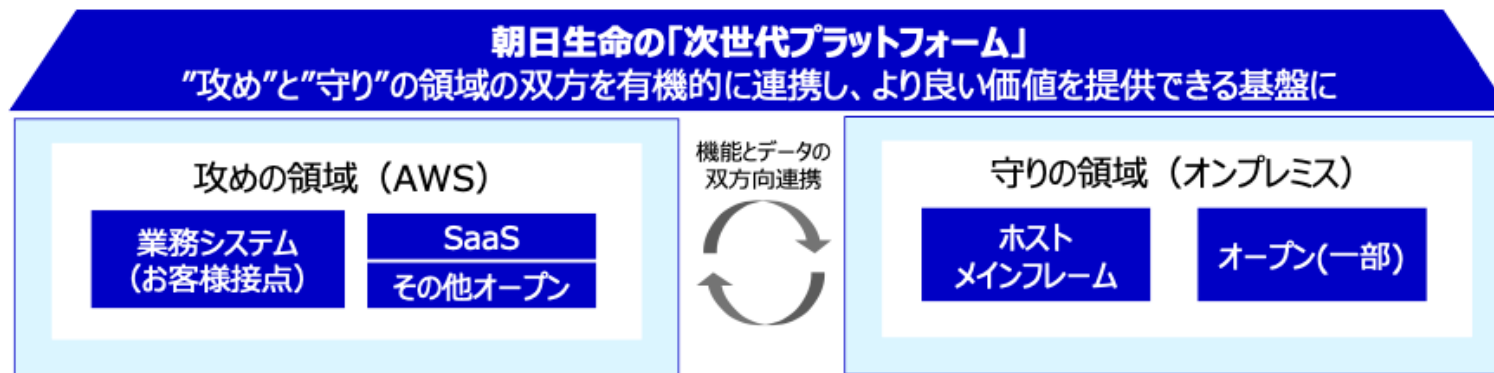 朝日生命の「次世代プラットフォーム」
”攻め”と”守り”の領域の双方を有機的に連携し、より良い価値を提供できる基盤に
攻めの領域（AWS）
業務システム
（お客様接点）
SaaS
その他オープン
機能とデータの
双方向連携
守りの領域（オンプレミス）
ホスト
メインフレーム
オープン(一部)